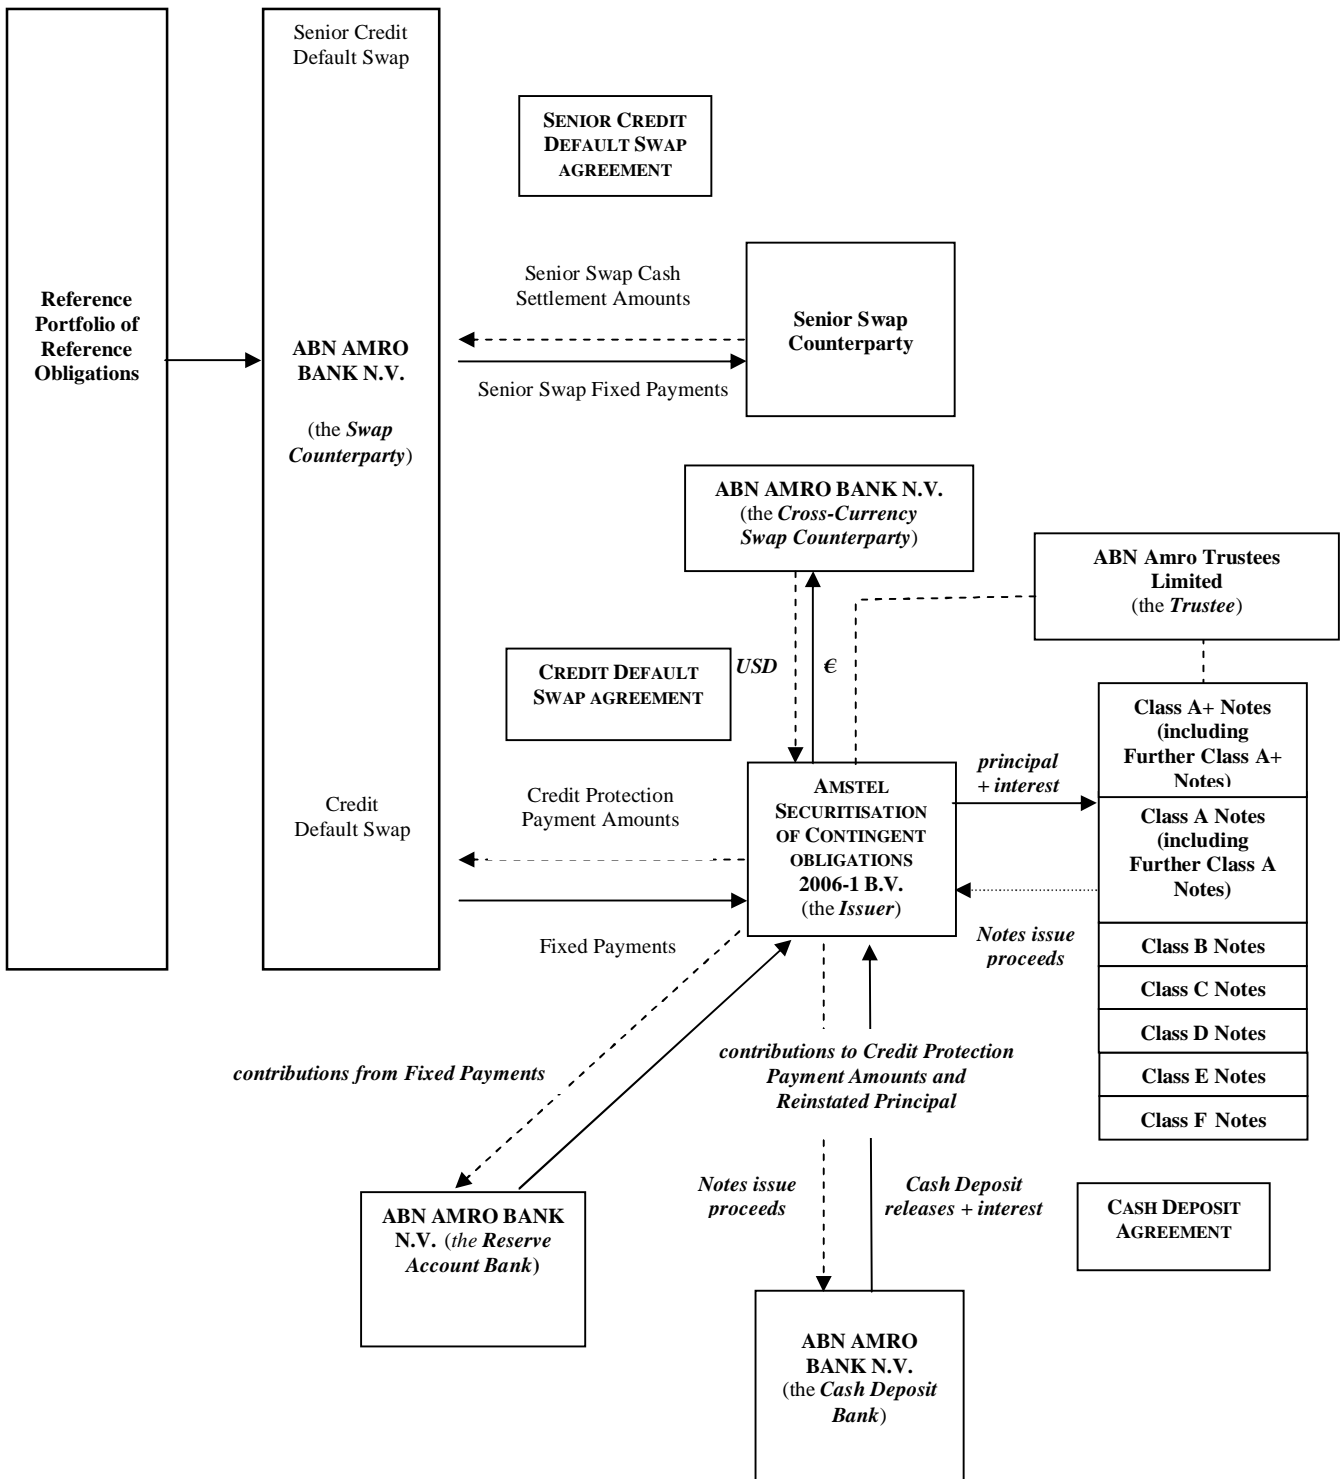 Senior Credit
Default Swap
SENIOR CREDIT
DEFAULT SWAP
AGREEMENT
Reference
Portfolio of
Reference
Obligations
ABN AMRO
BANK N.V.
(the Swap
Counterparty)
Senior Swap Cash
Settlement Amounts
Senior Swap Fixed Payments
Senior Swap
Counterparty
ABN AMRO BANK N.V.
(the Cross-Currency
Swap Counterparty)
ABN Amro Trustees
Limited
(the Trustee)
CREDIT DEFAULT
SWAP AGREEMENT
USD
€
Class A+ Notes
(including
Further Class A+
Notes)
Credit
Default Swap
Credit Protection
Payment Amounts
Fixed Payments
AMSTEL
SECURITISATION
OF CONTINGENT
OBLIGATIONS
2006-1 B.V.
(the Issuer)
principal
+ interest
Class A Notes
(including
Further Class A
Notes)
Notes issue
proceeds
Class B Notes
Class C Notes
Class D Notes
Class E Notes
Class F Notes
contributions from Fixed Payments
contributions to Credit Protection
Payment Amounts and
Reinstated Principal
ABN AMRO BANK
N.V. (the Reserve
Account Bank)
Notes issue
proceeds
Cash Deposit
releases + interest
CASH DEPOSIT
AGREEMENT
ABN AMRO
BANK N.V.
(the Cash Deposit
Bank)